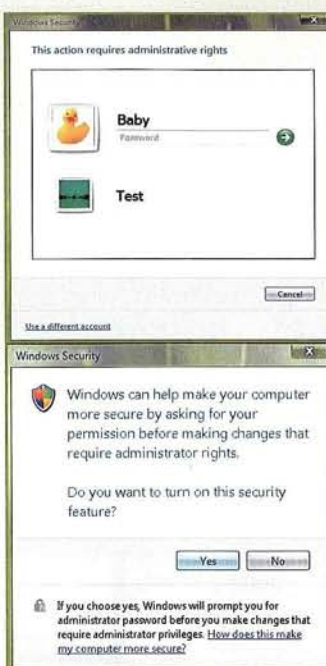 Windows Security
This action requires administrative rights
Baby
Password
Test
Cancel
Use a different account
Windows Security
Windows can help make your computer
more secure by asking for your
permission before making changes that
require administrator rights.
Do you want to turn on this security
feature?
Yes
No
If you choose yes, Windows will prompt you for
administrator password before you make changes that
require administrator privileges. How does this make
my computer more secure?